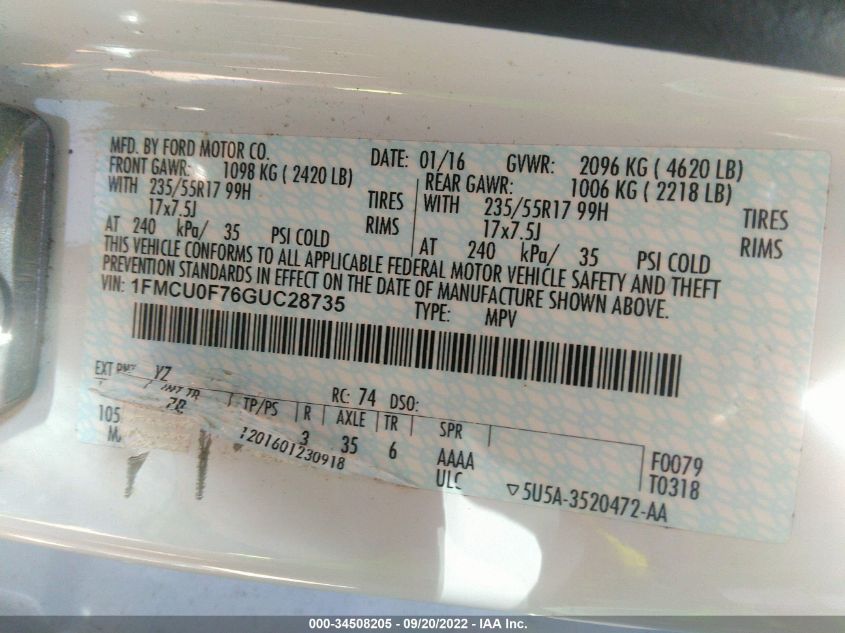 MFD. BY FORD MOTOR CO.
DATE: 01/16 GVWR: 2096 KG ( 4620 LB)
FRONT GAWR: 1098 KG ( 2420 LB)
WITH 235/55R17 99H TIRES
17x7.5J RIMS
AT 240 kPa/ 35 PSI COLD
REAR GAWR: 1006 KG ( 2218 LB)
WITH 235/55R17 99H TIRES
17x7.5J RIMS
AT 240 kPa/ 35 PSI COLD
THIS VEHICLE CONFORMS TO ALL APPLICABLE FEDERAL MOTOR VEHICLE SAFETY AND THEFT
PREVENTION STANDARDS IN EFFECT ON THE DATE OF MANUFACTURE SHOWN ABOVE.
VIN: 1FMCU0F76GUC28735 TYPE: MPV
EXT PNT YZ RC: 74 DSO:
INT TR TP/PS R AXLE TR SPR
105 3 35 6 AAAA F0079
ULC T0318
1201601230918
5U5A-3520472-AA
000-34508205 - 09/20/2022 - IAA Inc.